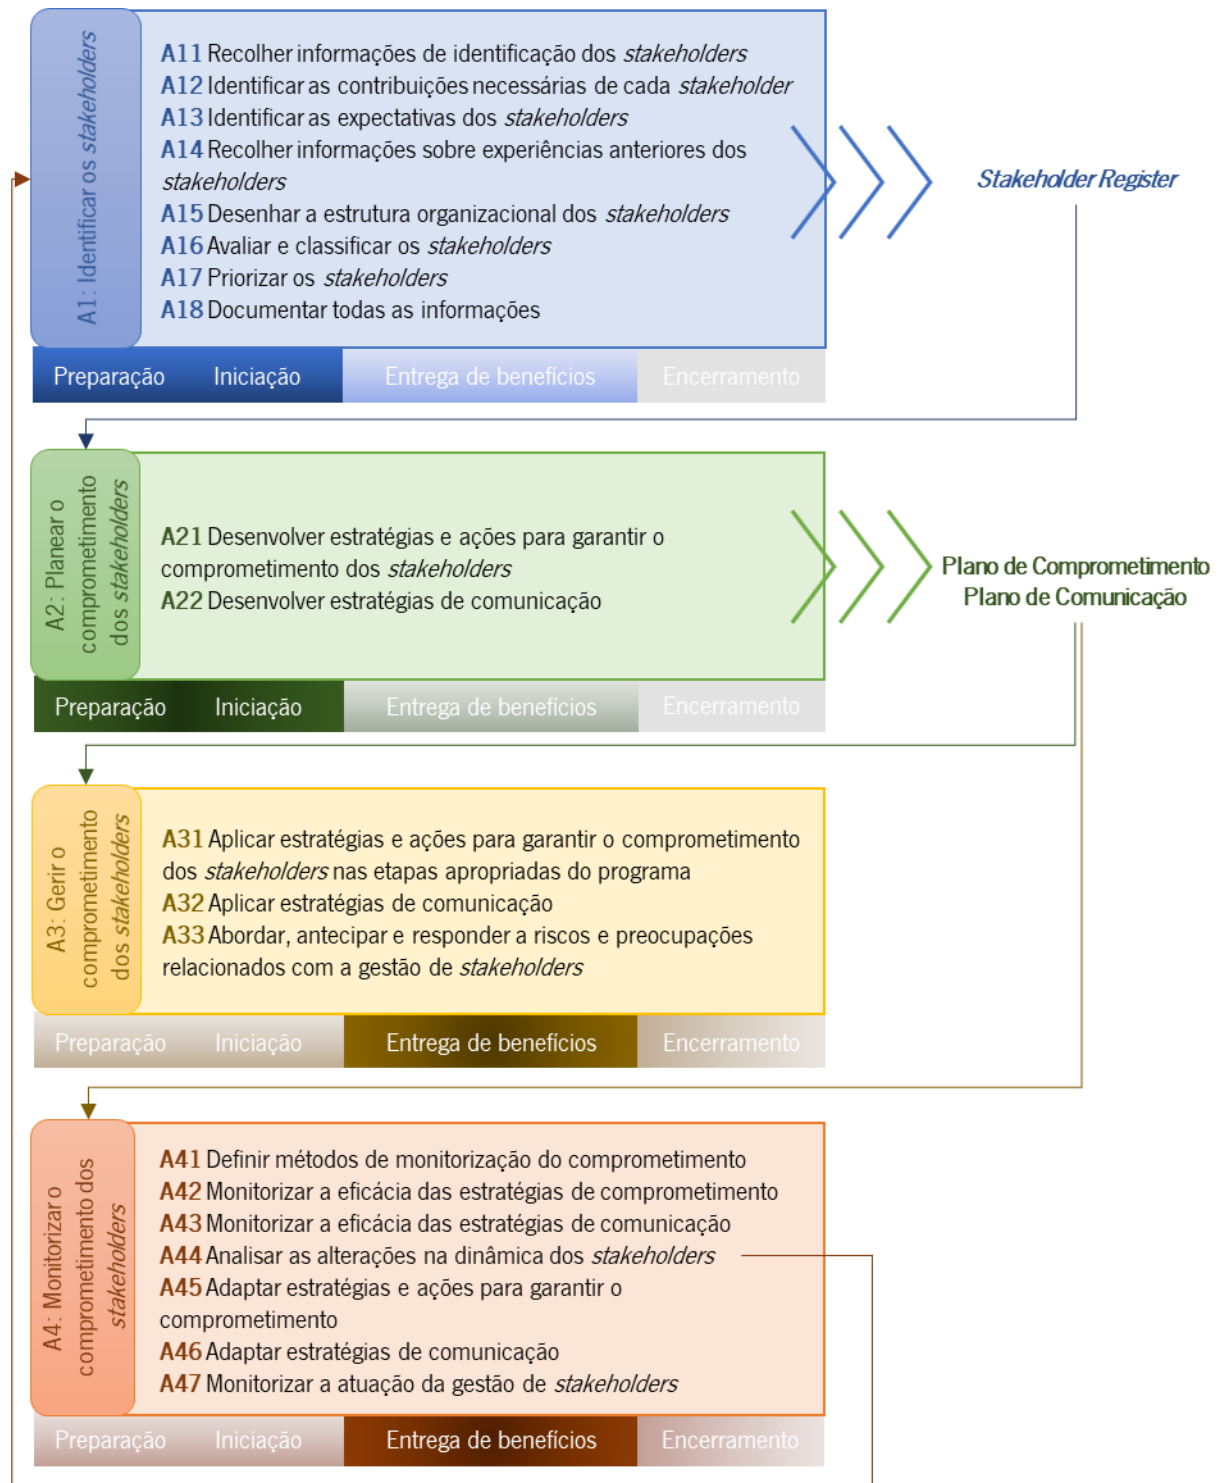 A1: Identificar os stakeholders
A11 Recolher informações de identificação dos stakeholders
A12 Identificar as contribuições necessárias de cada stakeholder
A13 Identificar as expectativas dos stakeholders
A14 Recolher informações sobre experiências anteriores dos
stakeholders
A15 Desenhar a estrutura organizacional dos stakeholders
A16 Avaliar e classificar os stakeholders
A17 Priorizar os stakeholders
A18 Documentar todas as informações
Stakeholder Register
Preparação Iniciação Entrega de benefícios Encerramento
A2: Planear o
comprometimento
dos stakeholders
A21 Desenvolver estratégias e ações para garantir o
comprometimento dos stakeholders
A22 Desenvolver estratégias de comunicação
Plano de Comprometimento
Plano de Comunicação
Preparação Iniciação Entrega de benefícios Encerramento
A3: Gerir o
comprometimento
dos stakeholders
A31 Aplicar estratégias e ações para garantir o comprometimento
dos stakeholders nas etapas apropriadas do programa
A32 Aplicar estratégias de comunicação
A33 Abordar, antecipar e responder a riscos e preocupações
relacionados com a gestão de stakeholders
Preparação Iniciação Entrega de benefícios Encerramento
A4: Monitorizar o
comprometimento dos
stakeholders
A41 Definir métodos de monitorização do comprometimento
A42 Monitorizar a eficácia das estratégias de comprometimento
A43 Monitorizar a eficácia das estratégias de comunicação
A44 Analisar as alterações na dinâmica dos stakeholders
A45 Adaptar estratégias e ações para garantir o
comprometimento
A46 Adaptar estratégias de comunicação
A47 Monitorizar a atuação da gestão de stakeholders
Preparação Iniciação Entrega de benefícios Encerramento